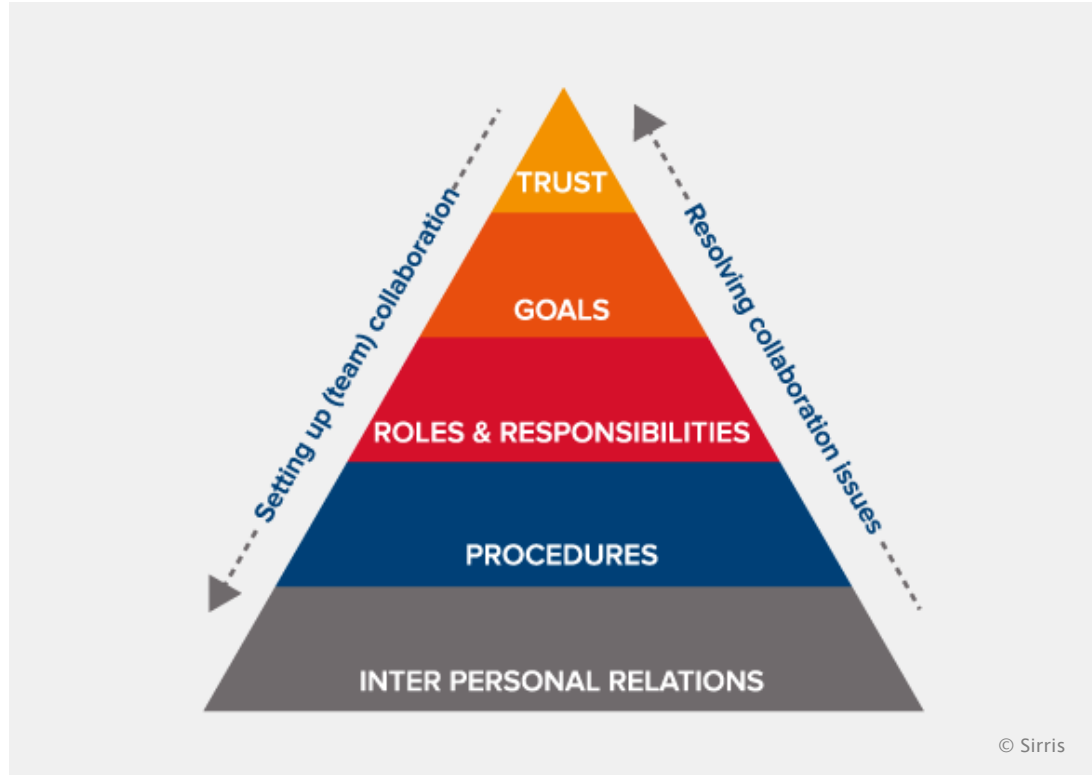 TRUST
GOALS
ROLES & RESPONSIBILITIES
PROCEDURES
INTER PERSONAL RELATIONS
Setting up (team) collaboration
Resolving collaboration issues
© Sirris